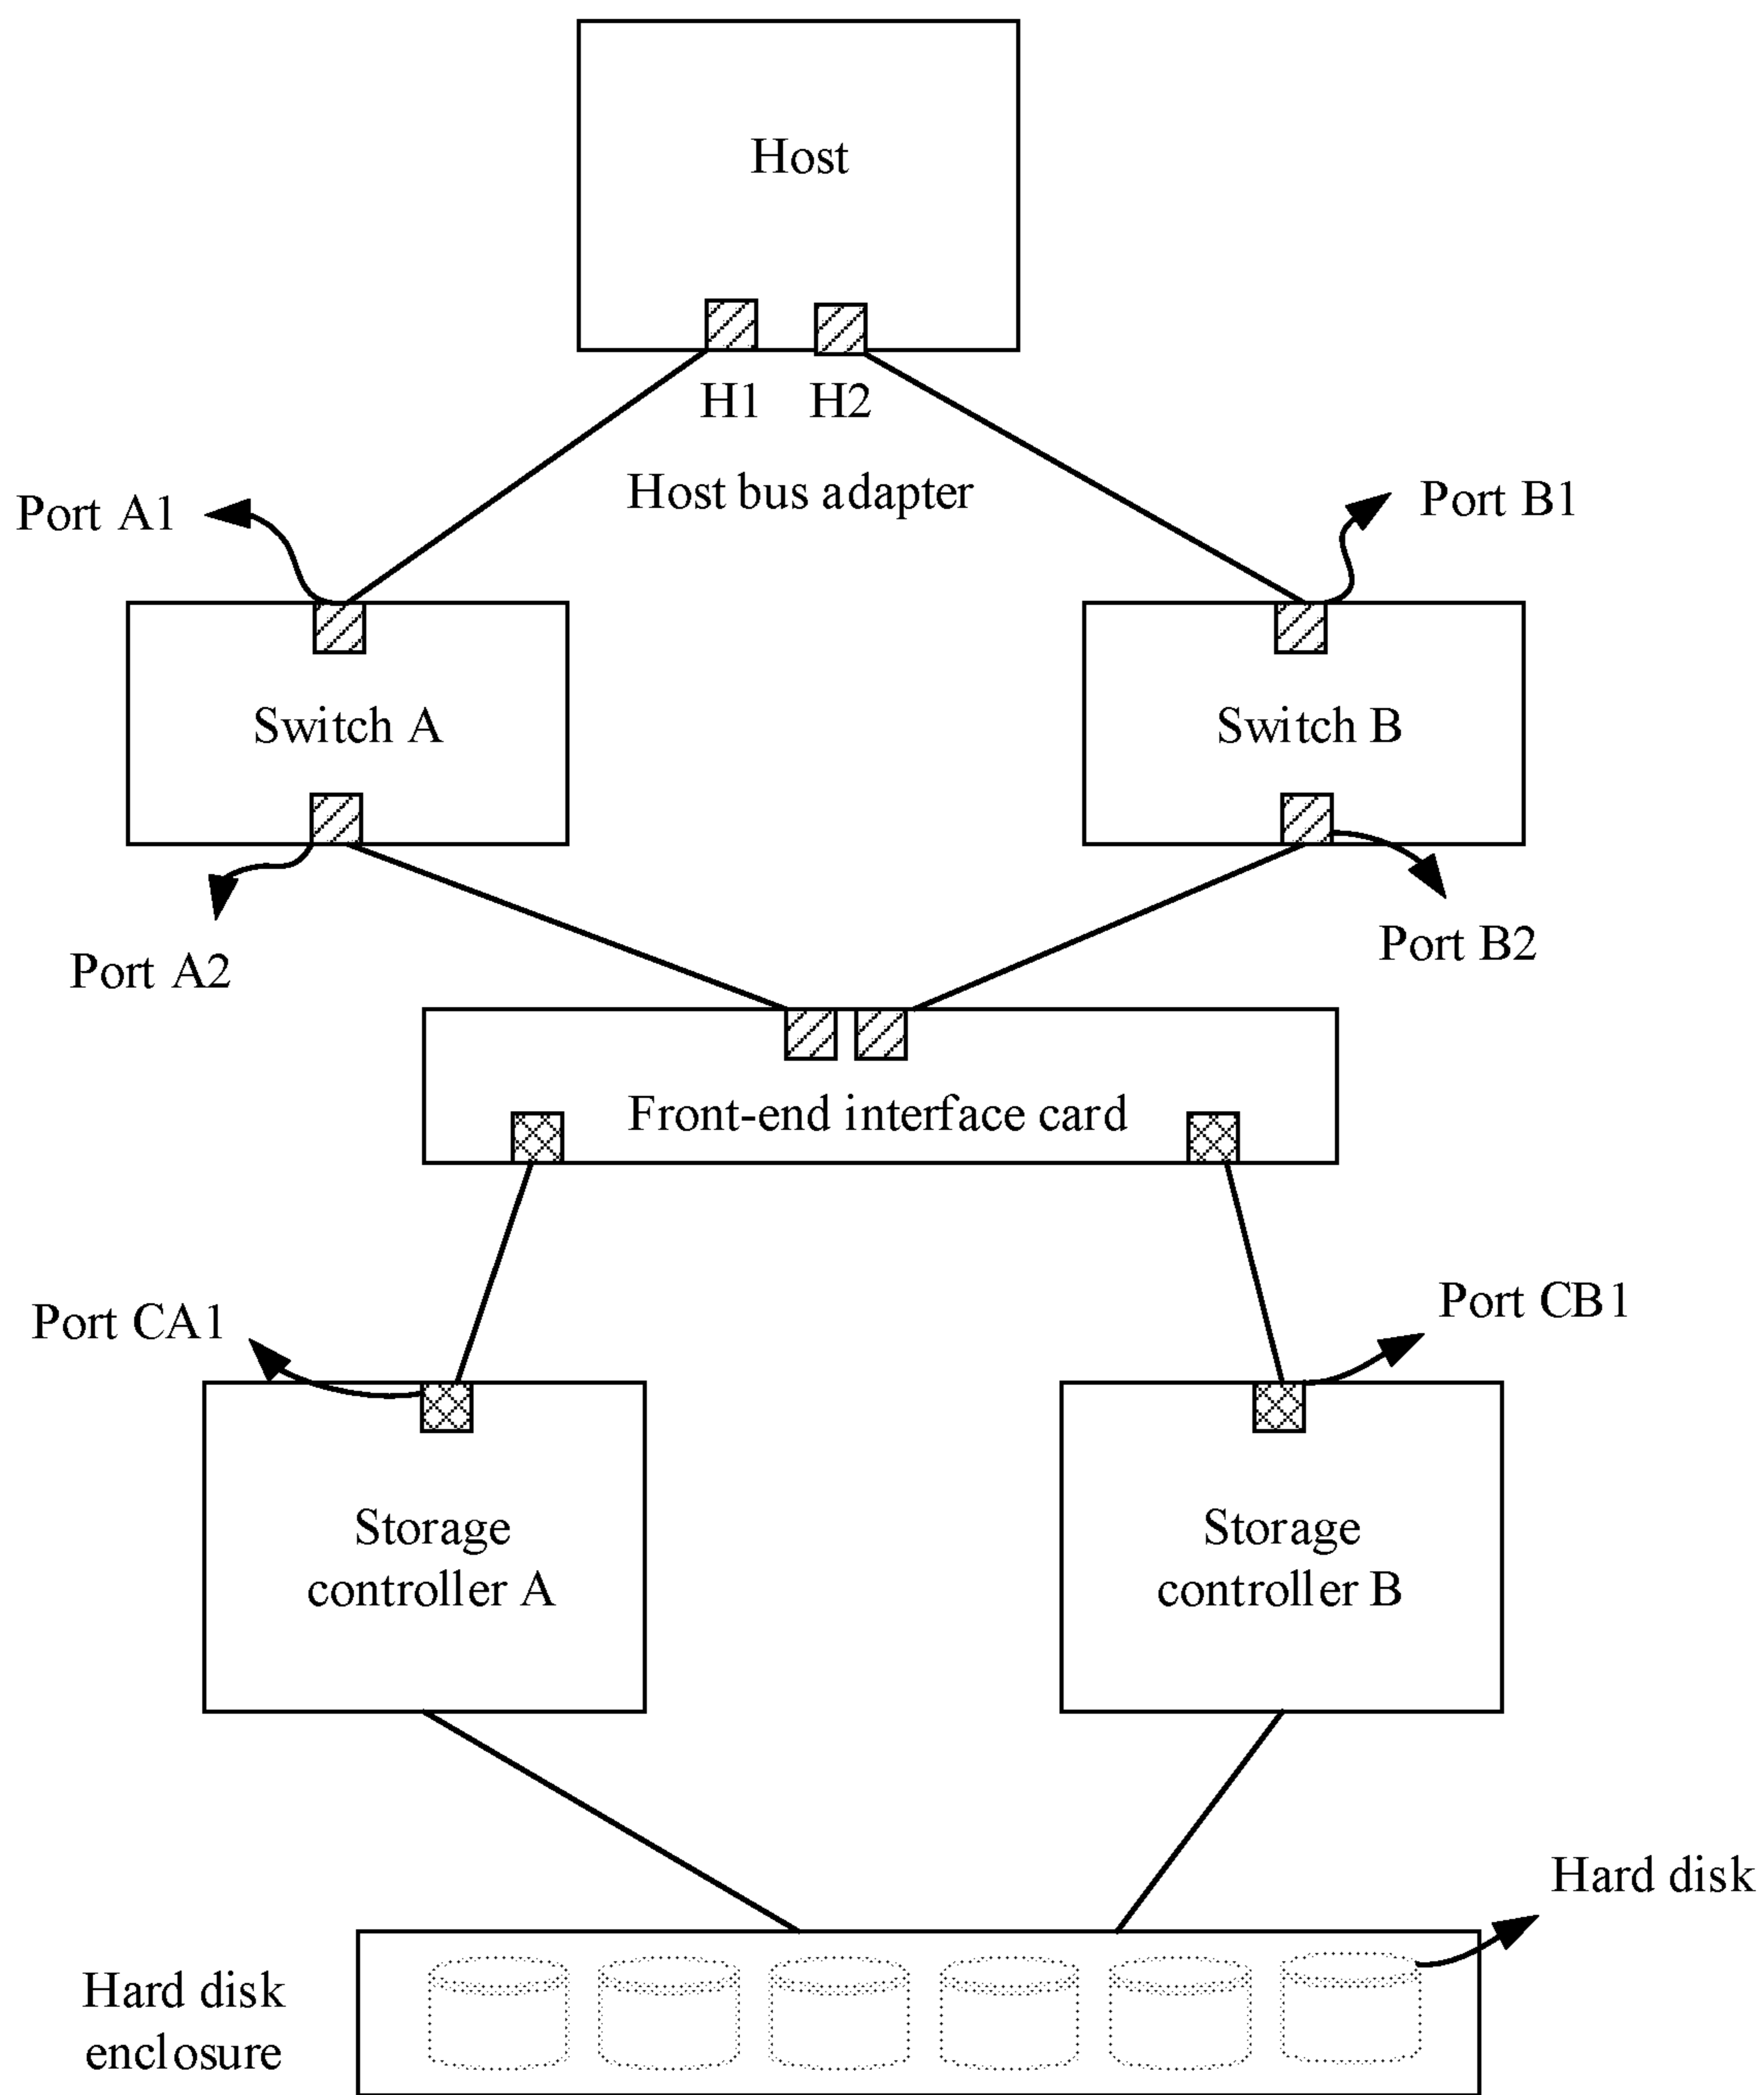 Host
H1 H2
Host bus adapter
Port A1
Port B1
Switch A
Switch B
Port A2
Port B2
Front-end interface card
Port CA1
Port CB1
Storage
controller A
Storage
controller B
Hard disk
Hard disk
enclosure